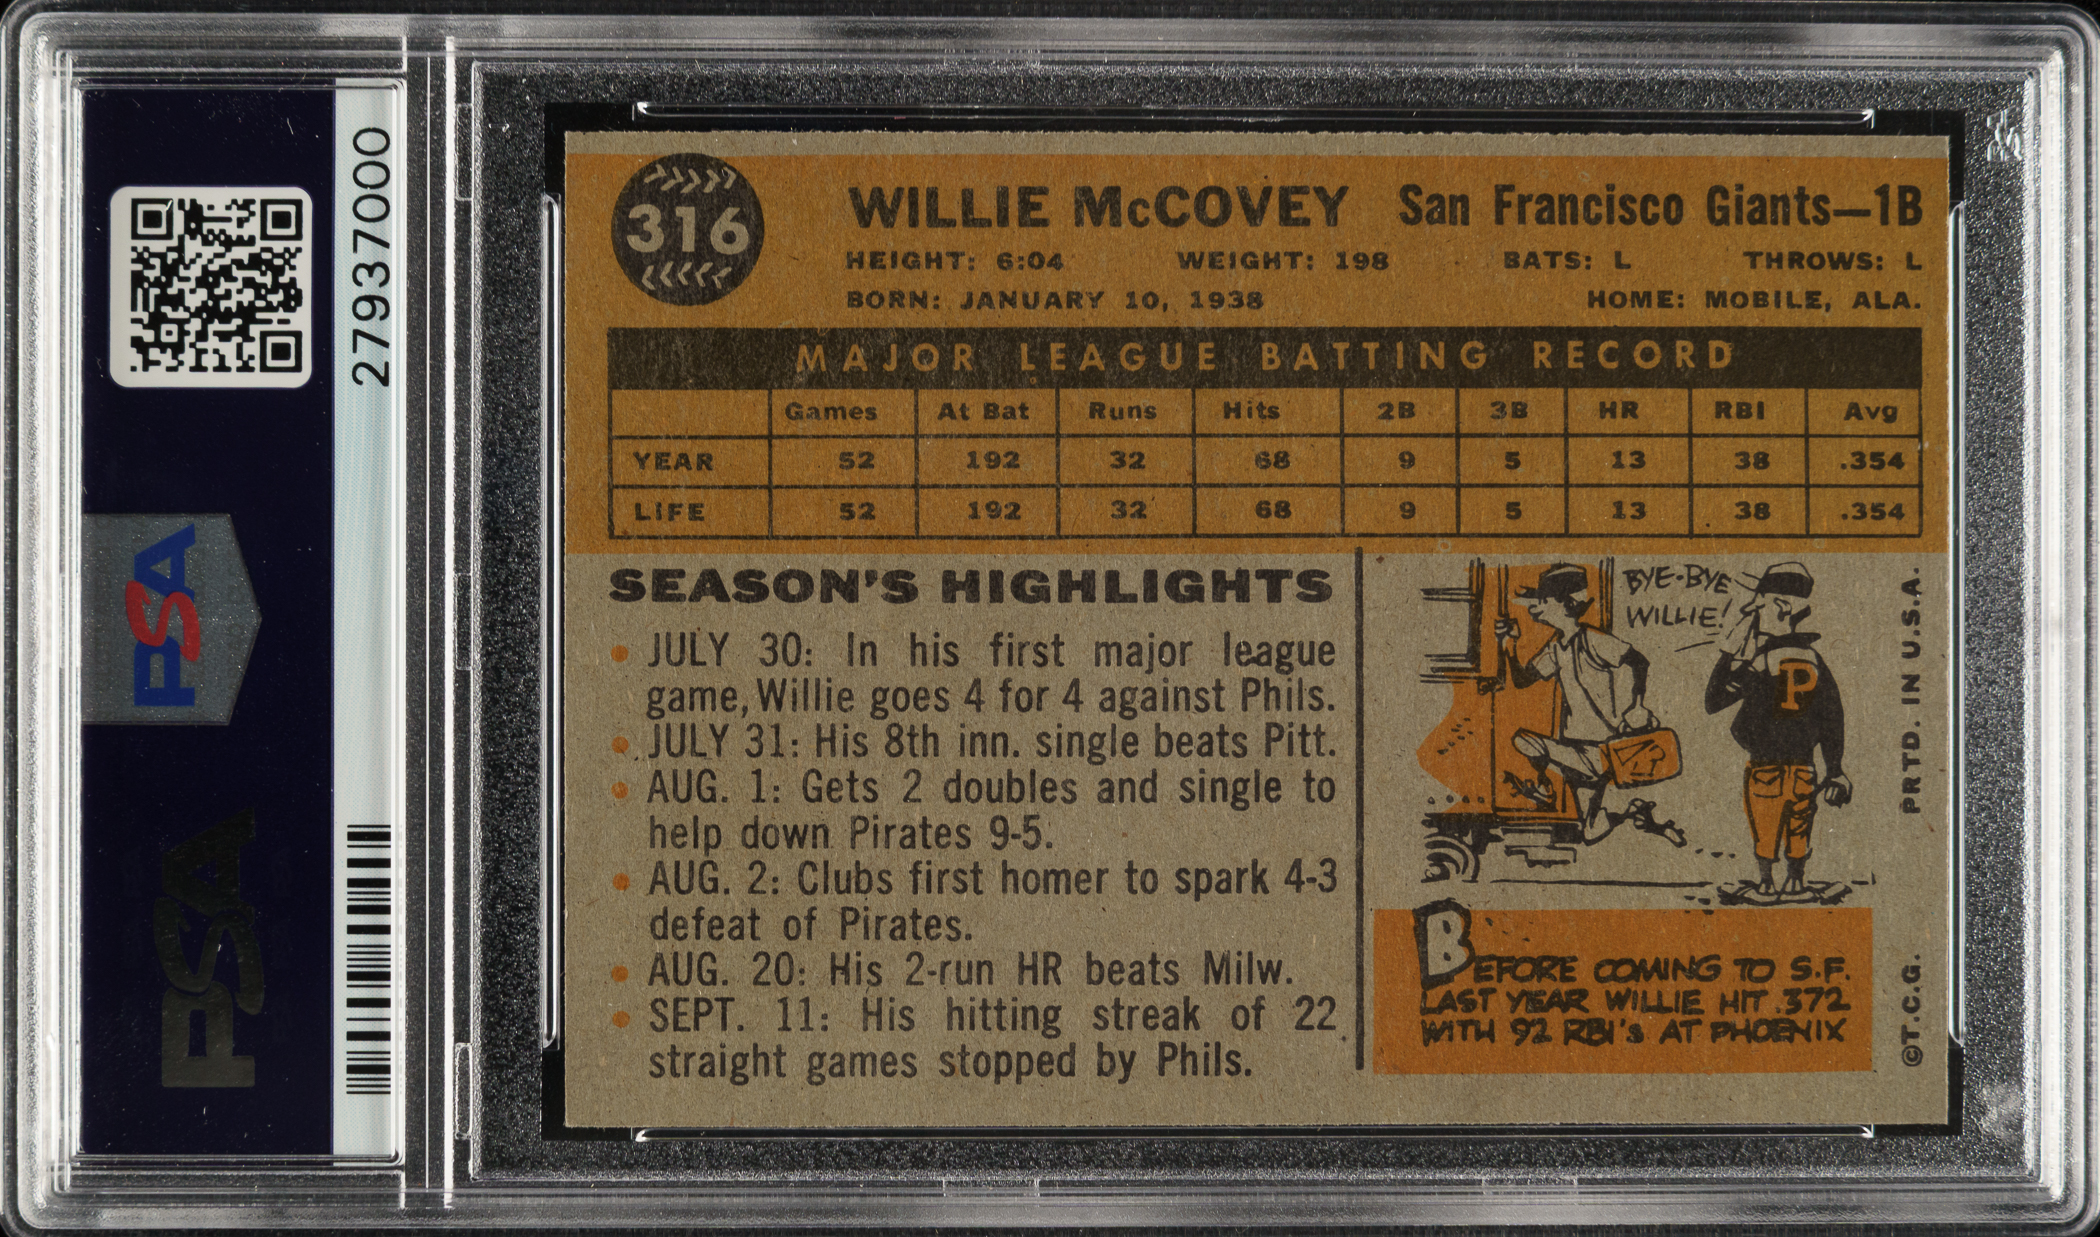 27937000
PSA
PSA
316
WILLIE McCOVEY San Francisco Giants—1B
HEIGHT: 6:04 WEIGHT: 198 BATS: L THROWS: L
BORN: JANUARY 10, 1938 HOME: MOBILE, ALA.
MAJOR LEAGUE BATTING RECORD
Games At Bat Runs Hits 2B 3B HR RBI Avg
YEAR 52 192 32 68 9 5 13 38 .354
LIFE 52 192 32 68 9 5 13 38 .354
SEASON'S HIGHLIGHTS
• JULY 30: In his first major league
game, Willie goes 4 for 4 against Phils.
• JULY 31: His 8th inn. single beats Pitt.
• AUG. 1: Gets 2 doubles and single to
help down Pirates 9-5.
• AUG. 2: Clubs first homer to spark 4-3
defeat of Pirates.
• AUG. 20: His 2-run HR beats Milw.
• SEPT. 11: His hitting streak of 22
straight games stopped by Phils.
BYE-BYE
WILLIE!
P
BEFORE COMING TO S.F.
LAST YEAR WILLIE HIT .372
WITH 92 RBI's AT PHOENIX
©T.C.G. PRTD. IN U.S.A.